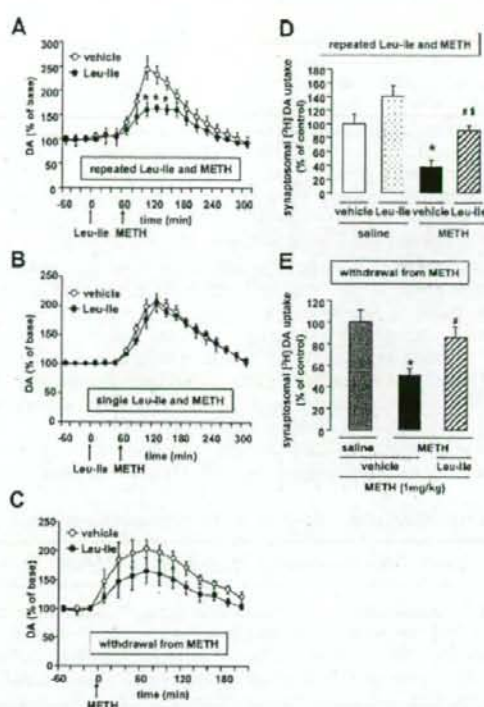 A
DA (% of base)
300
250
200
150
100
50
vehicle
Leu-Ile
* * *
repeated Leu-Ile and METH
-60 0 60 120 180 240 300
time (min)
Leu-Ile METH
B
DA (% of base)
200
150
100
50
vehicle
Leu-Ile
single Leu-Ile and METH
-60 0 60 120 180 240 300
time (min)
Leu-Ile METH
C
DA (% of base)
250
200
150
100
50
vehicle
Leu-Ile
withdrawal from METH
-60 0 60 120 180
time (min)
METH
D
repeated Leu-Ile and METH
synaptosomal [³H] DA uptake
(% of control)
180
160
140
120
100
80
60
40
20
0
*
vehicle Leu-Ile vehicle Leu-Ile
saline METH
E
withdrawal from METH
synaptosomal [³H] DA uptake
(% of control)
120
100
80
60
40
20
0
*
#
saline METH
vehicle Leu-Ile
METH (1mg/kg)